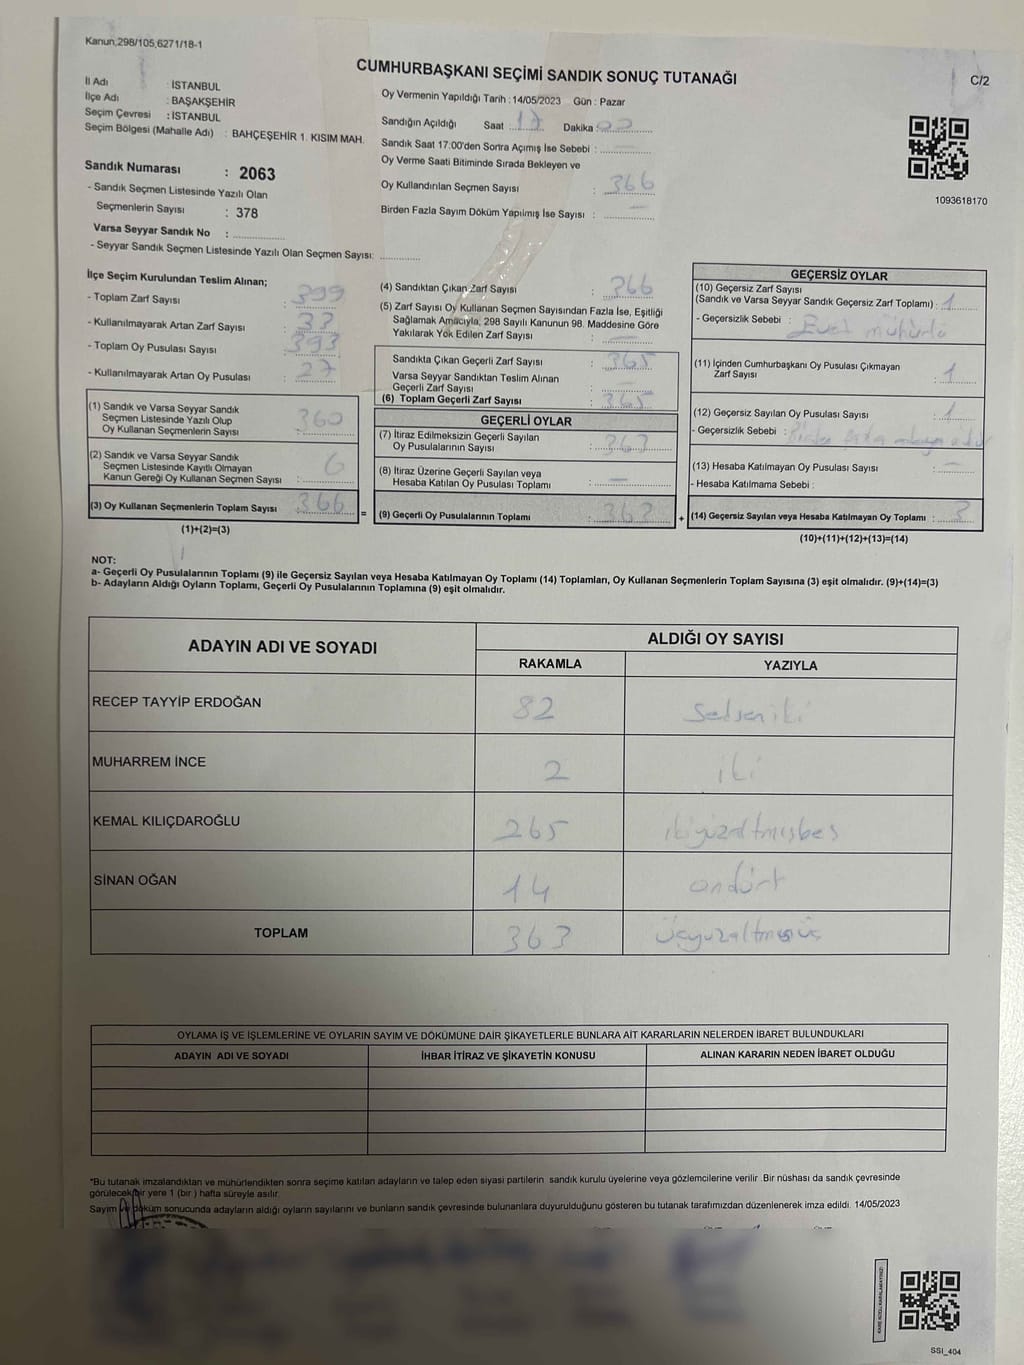 Kanun,298/105,6271/18-1
CUMHURBAŞKANI SEÇİMİ SANDIK SONUÇ TUTANAĞI
C/2
İl Adı : İSTANBUL
İlçe Adı : BAŞAKŞEHİR
Seçim Çevresi : İSTANBUL
Seçim Bölgesi (Mahalle Adı) : BAHÇEŞEHİR 1. KISIM MAH.
Oy Vermenin Yapıldığı Tarih : 14/05/2023 Gün : Pazar
Sandığın Açıldığı Saat 17 Dakika : 00
Sandık Saat 17.00'den Sonra Açımış İse Sebebi : —
Oy Verme Saati Bitiminde Sırada Bekleyen ve
Oy Kullandırılan Seçmen Sayısı : 366
Birden Fazla Sayım Döküm Yapılmış İse Sayısı : —
1093618170
Sandık Numarası : 2063
- Sandık Seçmen Listesinde Yazılı Olan
Seçmenlerin Sayısı : 378
Varsa Seyyar Sandık No :
- Seyyar Sandık Seçmen Listesinde Yazılı Olan Seçmen Sayısı:
İlçe Seçim Kurulundan Teslim Alınan;
- Toplam Zarf Sayısı : 399
- Kullanılmayarak Artan Zarf Sayısı : 33
- Toplam Oy Pusulası Sayısı : 393
- Kullanılmayarak Artan Oy Pusulası : 27
(1) Sandık ve Varsa Seyyar Sandık
Seçmen Listesinde Yazılı Olup
Oy Kullanan Seçmenlerin Sayısı : 360
(2) Sandık ve Varsa Seyyar Sandık
Seçmen Listesinde Kayıtlı Olmayan
Kanun Gereği Oy Kullanan Seçmen Sayısı : 6
(3) Oy Kullanan Seçmenlerin Toplam Sayısı 366 =
(1)+(2)=(3)
(4) Sandıktan Çıkan Zarf Sayısı : 366
(5) Zarf Sayısı Oy Kullanan Seçmen Sayısından Fazla İse, Eşitliği
Sağlamak Amacıyla, 298 Sayılı Kanunun 98. Maddesine Göre
Yakılarak Yok Edilen Zarf Sayısı : —
Sandıkta Çıkan Geçerli Zarf Sayısı : 365
Varsa Seyyar Sandıktan Teslim Alınan
Geçerli Zarf Sayısı : —
(6) Toplam Geçerli Zarf Sayısı : 365
GEÇERLİ OYLAR
(7) İtiraz Edilmeksizin Geçerli Sayılan
Oy Pusulalarının Sayısı : 363
(8) İtiraz Üzerine Geçerli Sayılan veya
Hesaba Katılan Oy Pusulası Toplamı : —
(9) Geçerli Oy Pusulalarının Toplamı : 363 +
GEÇERSİZ OYLAR
(10) Geçersiz Zarf Sayısı
(Sandık ve Varsa Seyyar Sandık Geçersiz Zarf Toplamı) : 1
- Geçersizlik Sebebi : Evet mühürlü
(11) İçinden Cumhurbaşkanı Oy Pusulası Çıkmayan
Zarf Sayısı : 1
(12) Geçersiz Sayılan Oy Pusulası Sayısı : 1
- Geçersizlik Sebebi : Birden fazla adaya
(13) Hesaba Katılmayan Oy Pusulası Sayısı : —
- Hesaba Katılmama Sebebi :
(14) Geçersiz Sayılan veya Hesaba Katılmayan Oy Toplamı : 3
(10)+(11)+(12)+(13)=(14)
NOT:
a- Geçerli Oy Pusulalarının Toplamı (9) ile Geçersiz Sayılan veya Hesaba Katılmayan Oy Toplamı (14) Toplamları, Oy Kullanan Seçmenlerin Toplam Sayısına (3) eşit olmalıdır. (9)+(14)=(3)
b- Adayların Aldığı Oyların Toplamı, Geçerli Oy Pusulalarının Toplamına (9) eşit olmalıdır.
ADAYIN ADI VE SOYADI
ALDIĞI OY SAYISI
RAKAMLA YAZIYLA
RECEP TAYYİP ERDOĞAN 82 Seksen iki
MUHARREM İNCE 2 iki
KEMAL KILIÇDAROĞLU 265 ikiyüzaltmışbeş
SİNAN OĞAN 14 ondört
TOPLAM 363 Üçyüzaltmışüç
OYLAMA İŞ VE İŞLEMLERİNE VE OYLARIN SAYIM VE DÖKÜMÜNE DAİR ŞİKAYETLERLE BUNLARA AİT KARARLARIN NELERDEN İBARET BULUNDUKLARI
ADAYIN ADI VE SOYADI İHBAR İTİRAZ VE ŞİKAYETİN KONUSU ALINAN KARARIN NEDEN İBARET OLDUĞU
"Bu tutanak imzalandıktan ve mühürlendikten sonra seçime katılan adayların ve talep eden siyasi partilerin sandık kurulu üyelerine veya gözlemcilerine verilir .Bir nüshası da sandık çevresinde
görülecek bir yere 1 (bir ) hafta süreyle asılır.
Sayım ve döküm sonucunda adayların aldığı oyların sayılarını ve bunların sandık çevresinde bulunanlara duyurulduğunu gösteren bu tutanak tarafımızdan düzenlenerek imza edildi. 14/05/2023
SSI_404